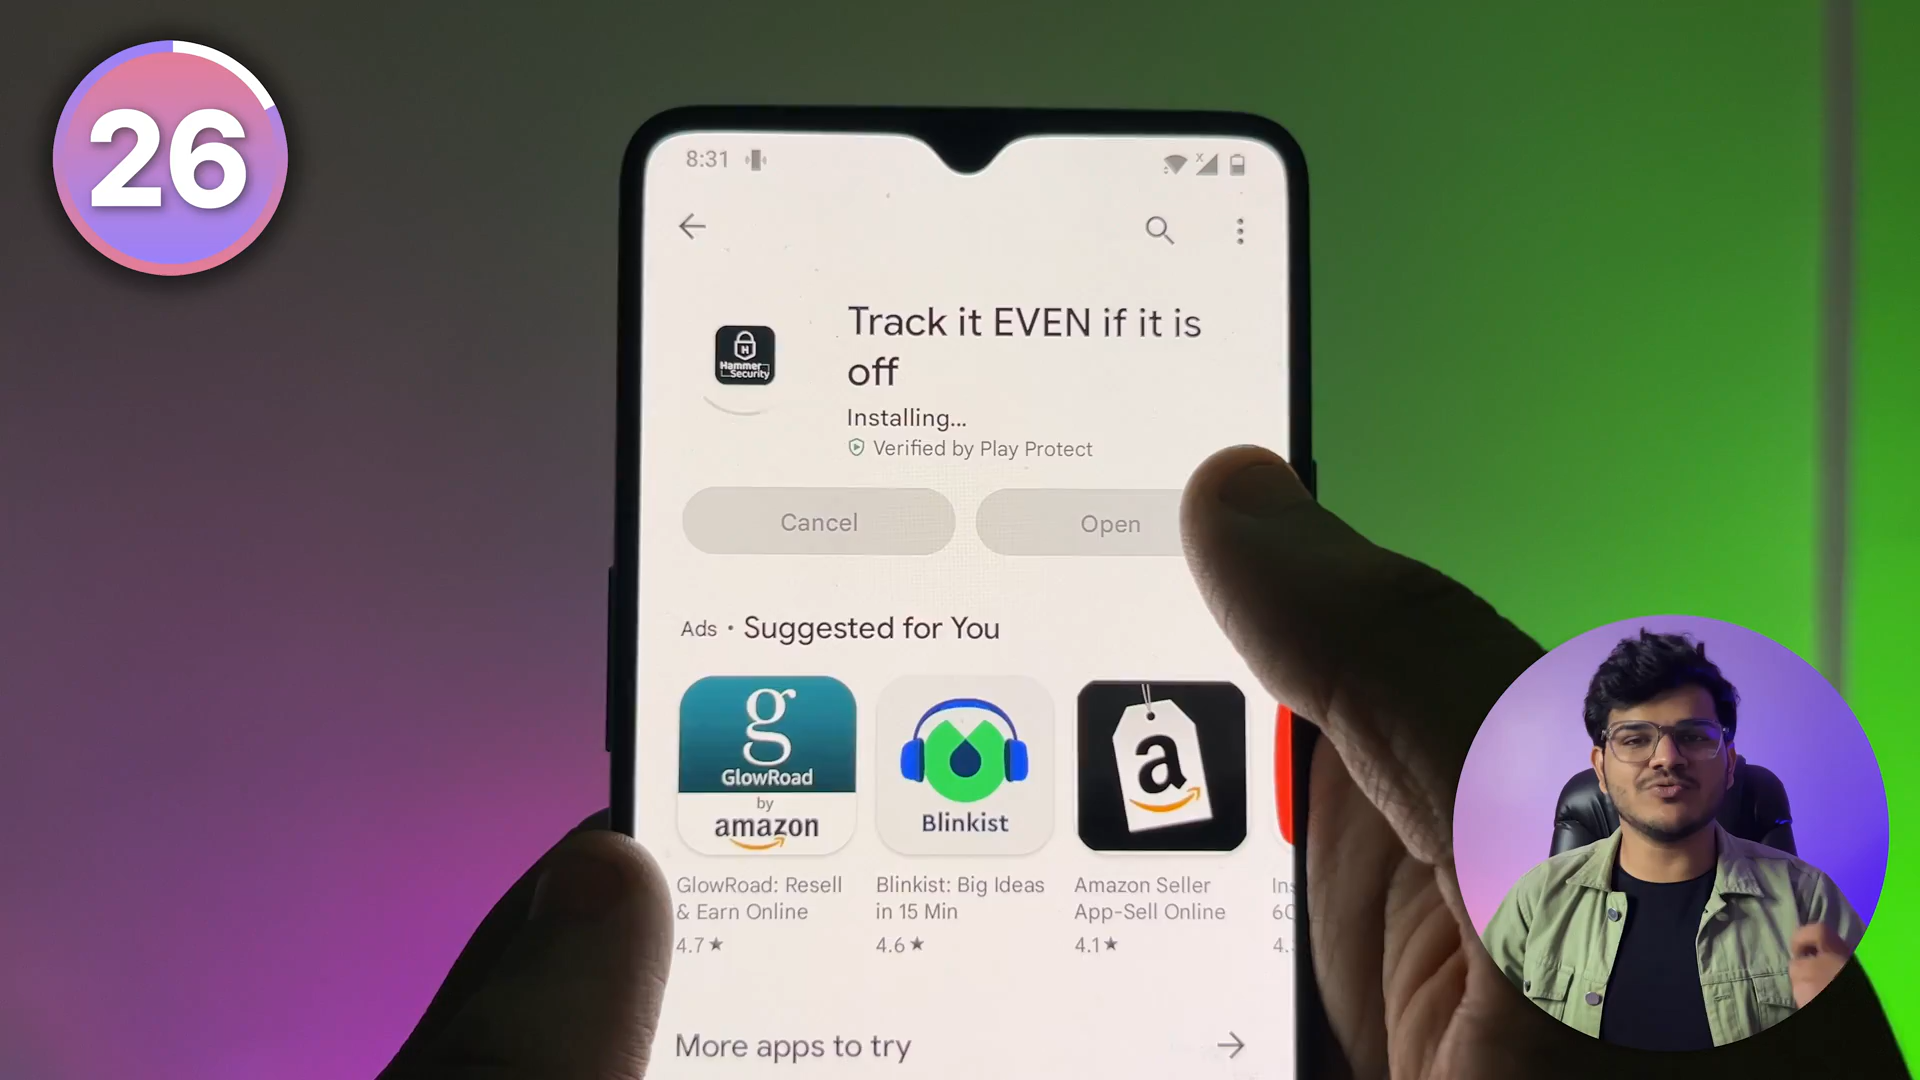 26
8:31
Track it EVEN if it is
off
H
Hammer
Security
Installing...
Verified by Play Protect
Cancel
Open
Ads • Suggested for You
g
GlowRoad
by
amazon
Blinkist
a
GlowRoad: Resell
& Earn Online
4.7★
Blinkist: Big Ideas
in 15 Min
4.6★
Amazon Seller
App-Sell Online
4.1★
More apps to try